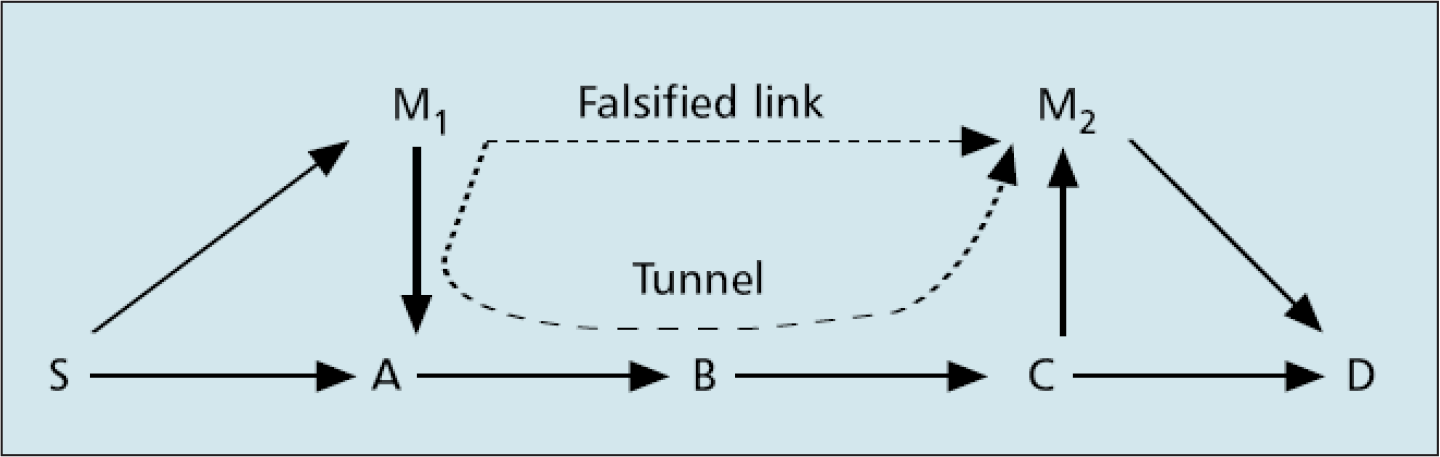 M1 Falsified link M2
Tunnel
S A B C D